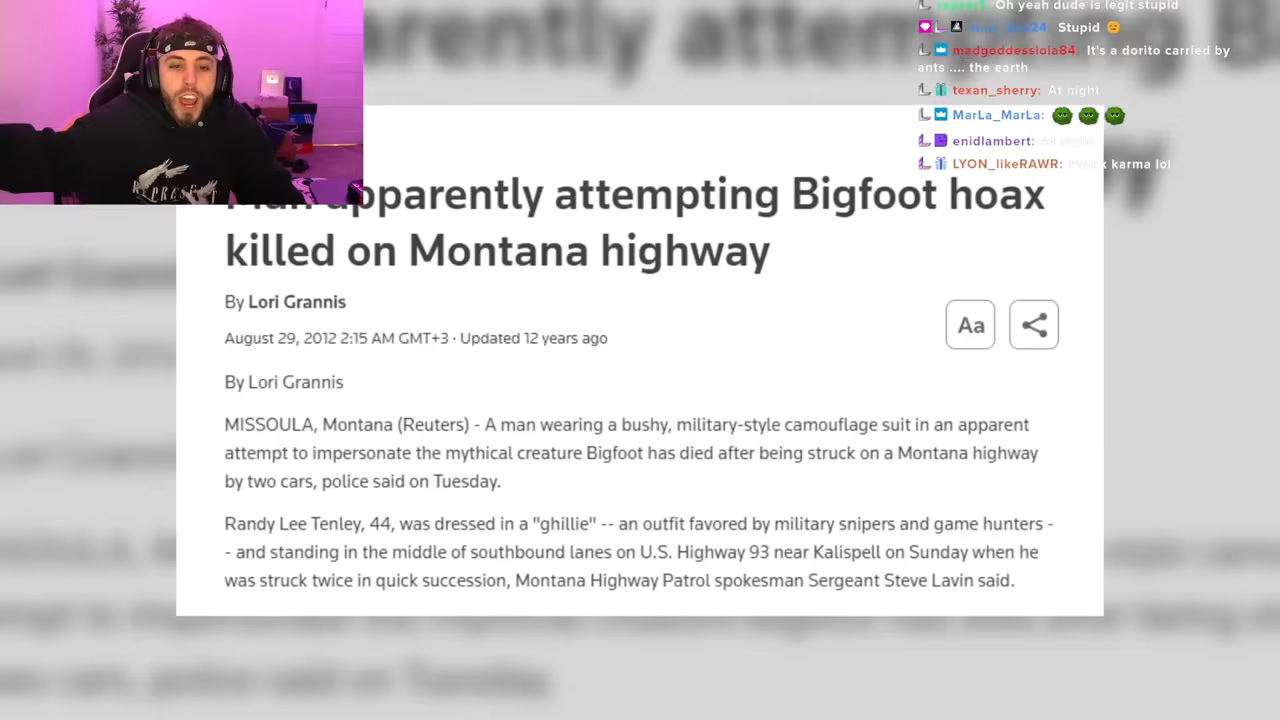 Oh yeah dude is legit stupid
Stupid
madgoddesslola84: It's a dorito carried by
ants .... the earth
texan_sherry: At night
MarLa_MarLa:
enidlambert:
LYON_likeRAWR: karma lol
apparently attempting Bigfoot hoax
killed on Montana highway
By Lori Grannis
August 29, 2012 2:15 AM GMT+3 · Updated 12 years ago
Aa
By Lori Grannis
MISSOULA, Montana (Reuters) - A man wearing a bushy, military-style camouflage suit in an apparent
attempt to impersonate the mythical creature Bigfoot has died after being struck on a Montana highway
by two cars, police said on Tuesday.
Randy Lee Tenley, 44, was dressed in a "ghillie" -- an outfit favored by military snipers and game hunters -
- and standing in the middle of southbound lanes on U.S. Highway 93 near Kalispell on Sunday when he
was struck twice in quick succession, Montana Highway Patrol spokesman Sergeant Steve Lavin said.